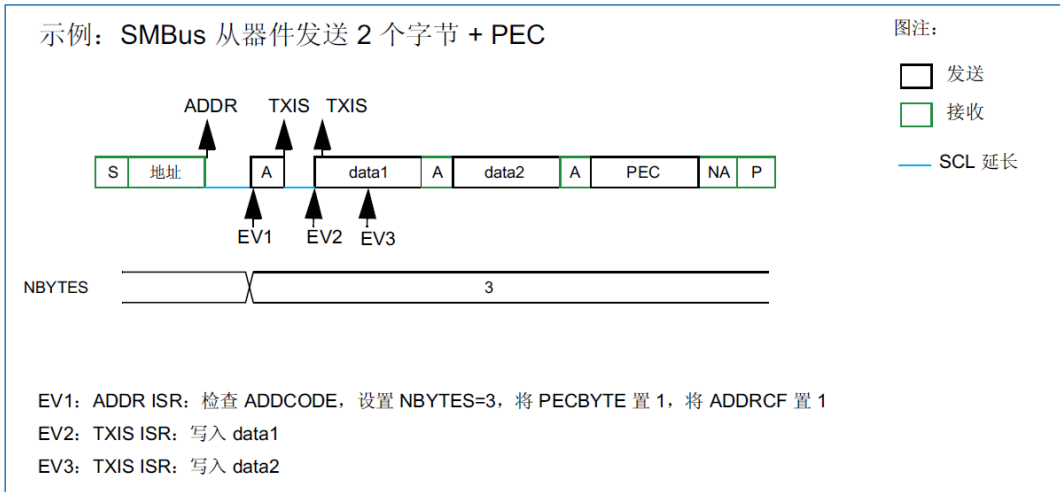 示例：SMBus 从器件发送 2 个字节 + PEC
图注：
发送
接收
SCL 延长
ADDR TXIS TXIS
S 地址 A data1 A data2 A PEC NA P
EV1 EV2 EV3
NBYTES 3
EV1：ADDR ISR：检查 ADDCODE，设置 NBYTES=3，将 PECBYTE 置 1，将 ADDRCF 置 1
EV2：TXIS ISR：写入 data1
EV3：TXIS ISR：写入 data2